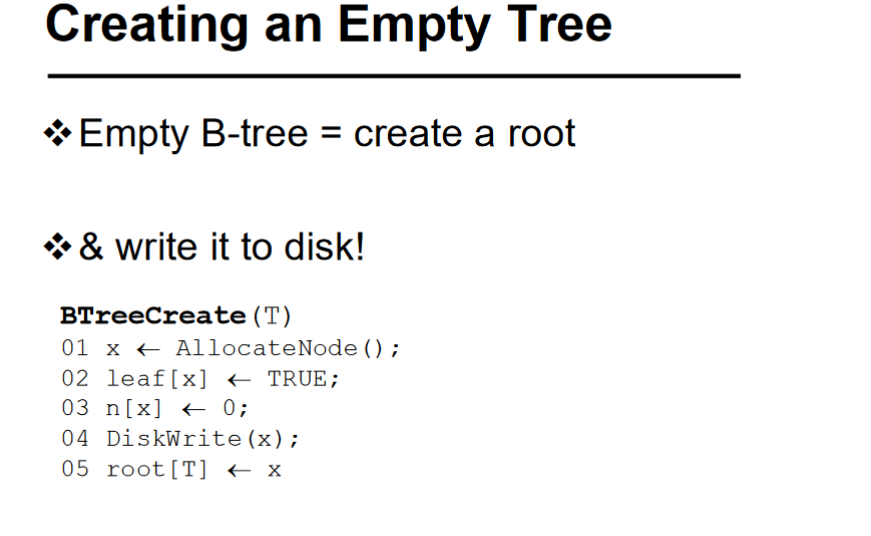 Creating an Empty Tree
❖ Empty B-tree = create a root
❖ & write it to disk!
BTreeCreate(T)
01 x ← AllocateNode();
02 leaf[x] ← TRUE;
03 n[x] ← 0;
04 DiskWrite(x);
05 root[T] ← x